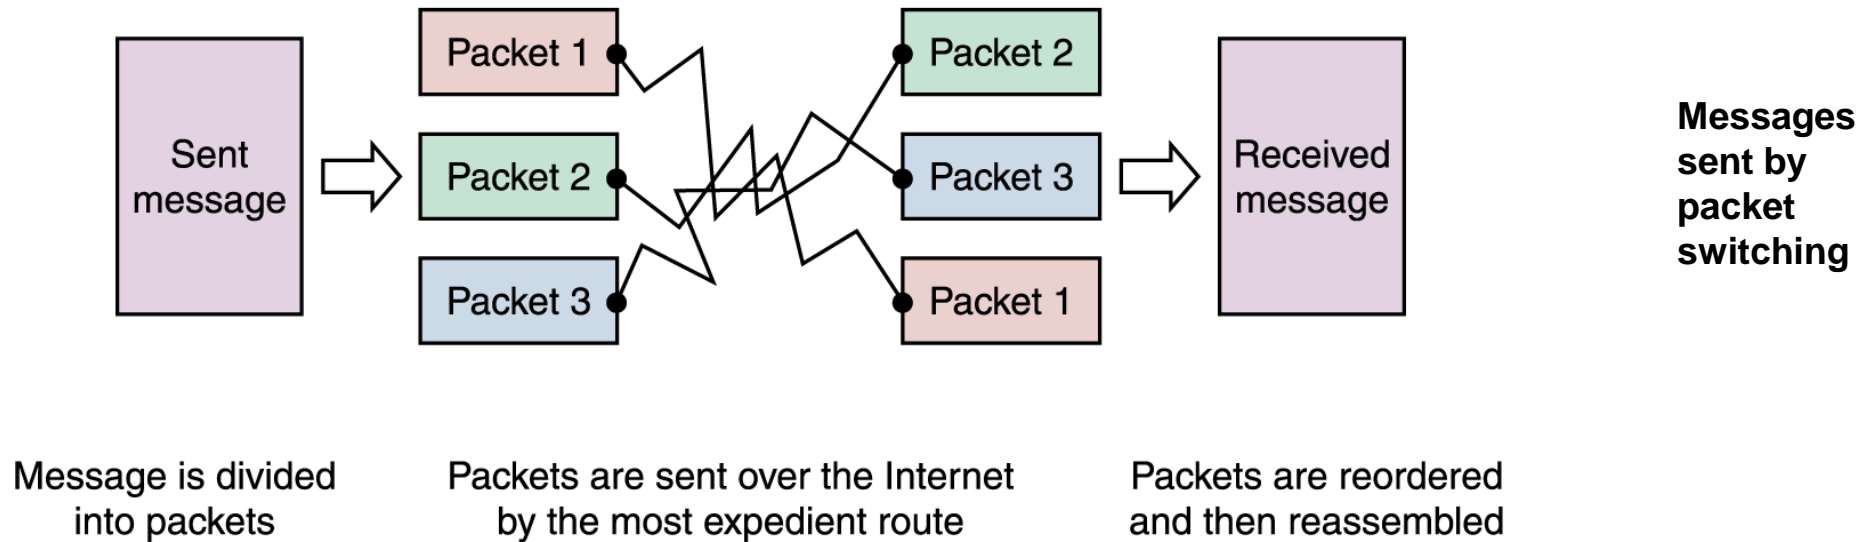 Sent
message
Packet 1
Packet 2
Packet 3
Packet 2
Packet 3
Packet 1
Received
message
Messages
sent by
packet
switching
Message is divided
into packets
Packets are sent over the Internet
by the most expedient route
Packets are reordered
and then reassembled